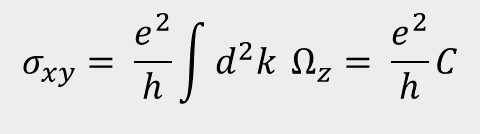 σ_xy = e²/h ∫ d²k Ω_z = e²/h C